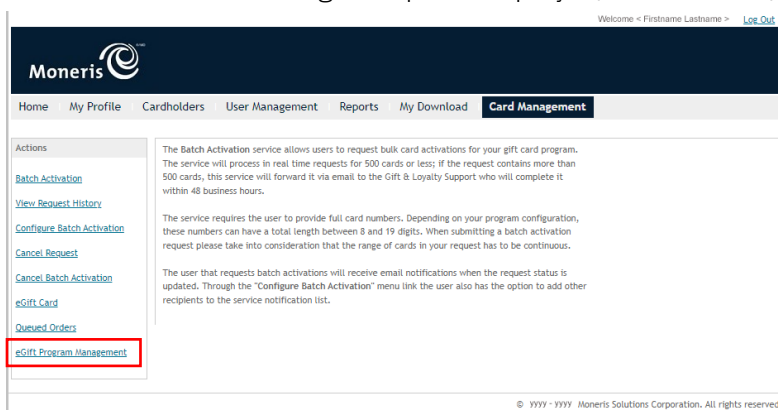 Welcome < Firstname Lastname > Log Out
Moneris
Home My Profile Cardholders User Management Reports My Download Card Management
Actions
Batch Activation
View Request History
Configure Batch Activation
Cancel Request
Cancel Batch Activation
eGift Card
Queued Orders
eGift Program Management
The Batch Activation service allows users to request bulk card activations for your gift card program.
The service will process in real time requests for 500 cards or less; if the request contains more than
500 cards, this service will forward it via email to the Gift & Loyalty Support who will complete it
within 48 business hours.
The service requires the user to provide full card numbers. Depending on your program configuration,
these numbers can have a total length between 8 and 19 digits. When submitting a batch activation
request please take into consideration that the range of cards in your request has to be continuous.
The user that requests batch activations will receive email notifications when the request status is
updated. Through the "Configure Batch Activation" menu link the user also has the option to add other
recipients to the service notification list.
© yyyy - yyyy Moneris Solutions Corporation. All rights reserved